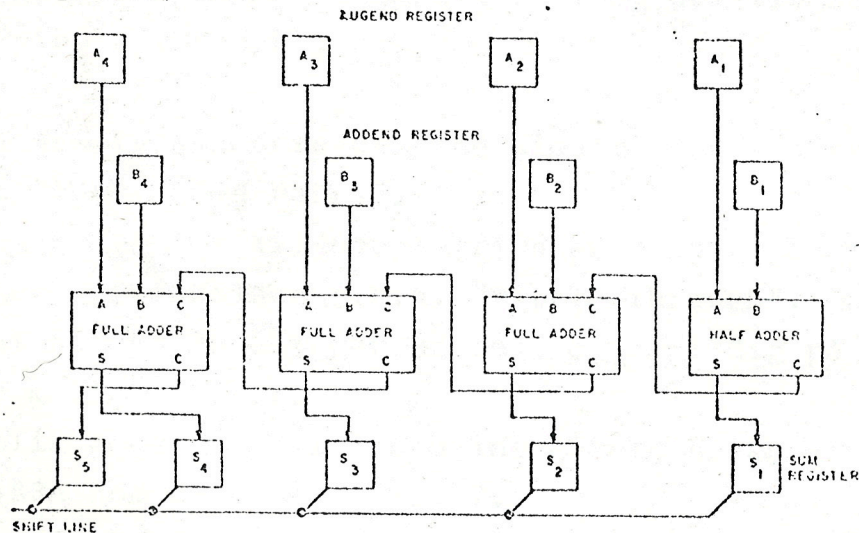 AUGEND REGISTER
A4 A3 A2 A1
ADDEND REGISTER
B4 B3 B2 B1
A B C A B C A B C A B
FULL ADDER FULL ADDER FULL ADDER HALF ADDER
S C S C S C S C
S5 S4 S3 S2 S1 SUM
REGISTER
SHIFT LINE